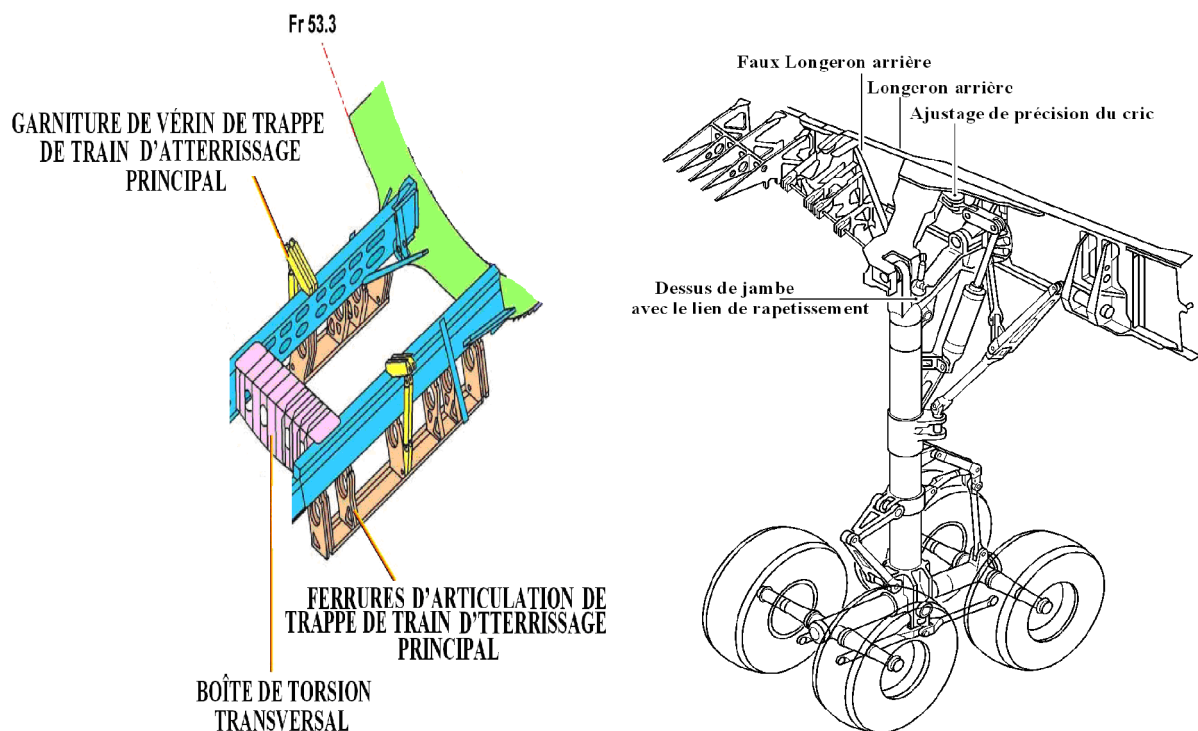 Fr 53.3
GARNITURE DE VÉRIN DE TRAPPE
DE TRAIN D'ATTERRISSAGE
PRINCIPAL
FERRURES D'ARTICULATION DE
TRAPPE DE TRAIN D'TTERRISSAGE
PRINCIPAL
BOÎTE DE TORSION
TRANSVERSAL
Faux Longeron arrière
Longeron arrière
Ajustage de précision du cric
Dessus de jambe
avec le lien de rapetissement